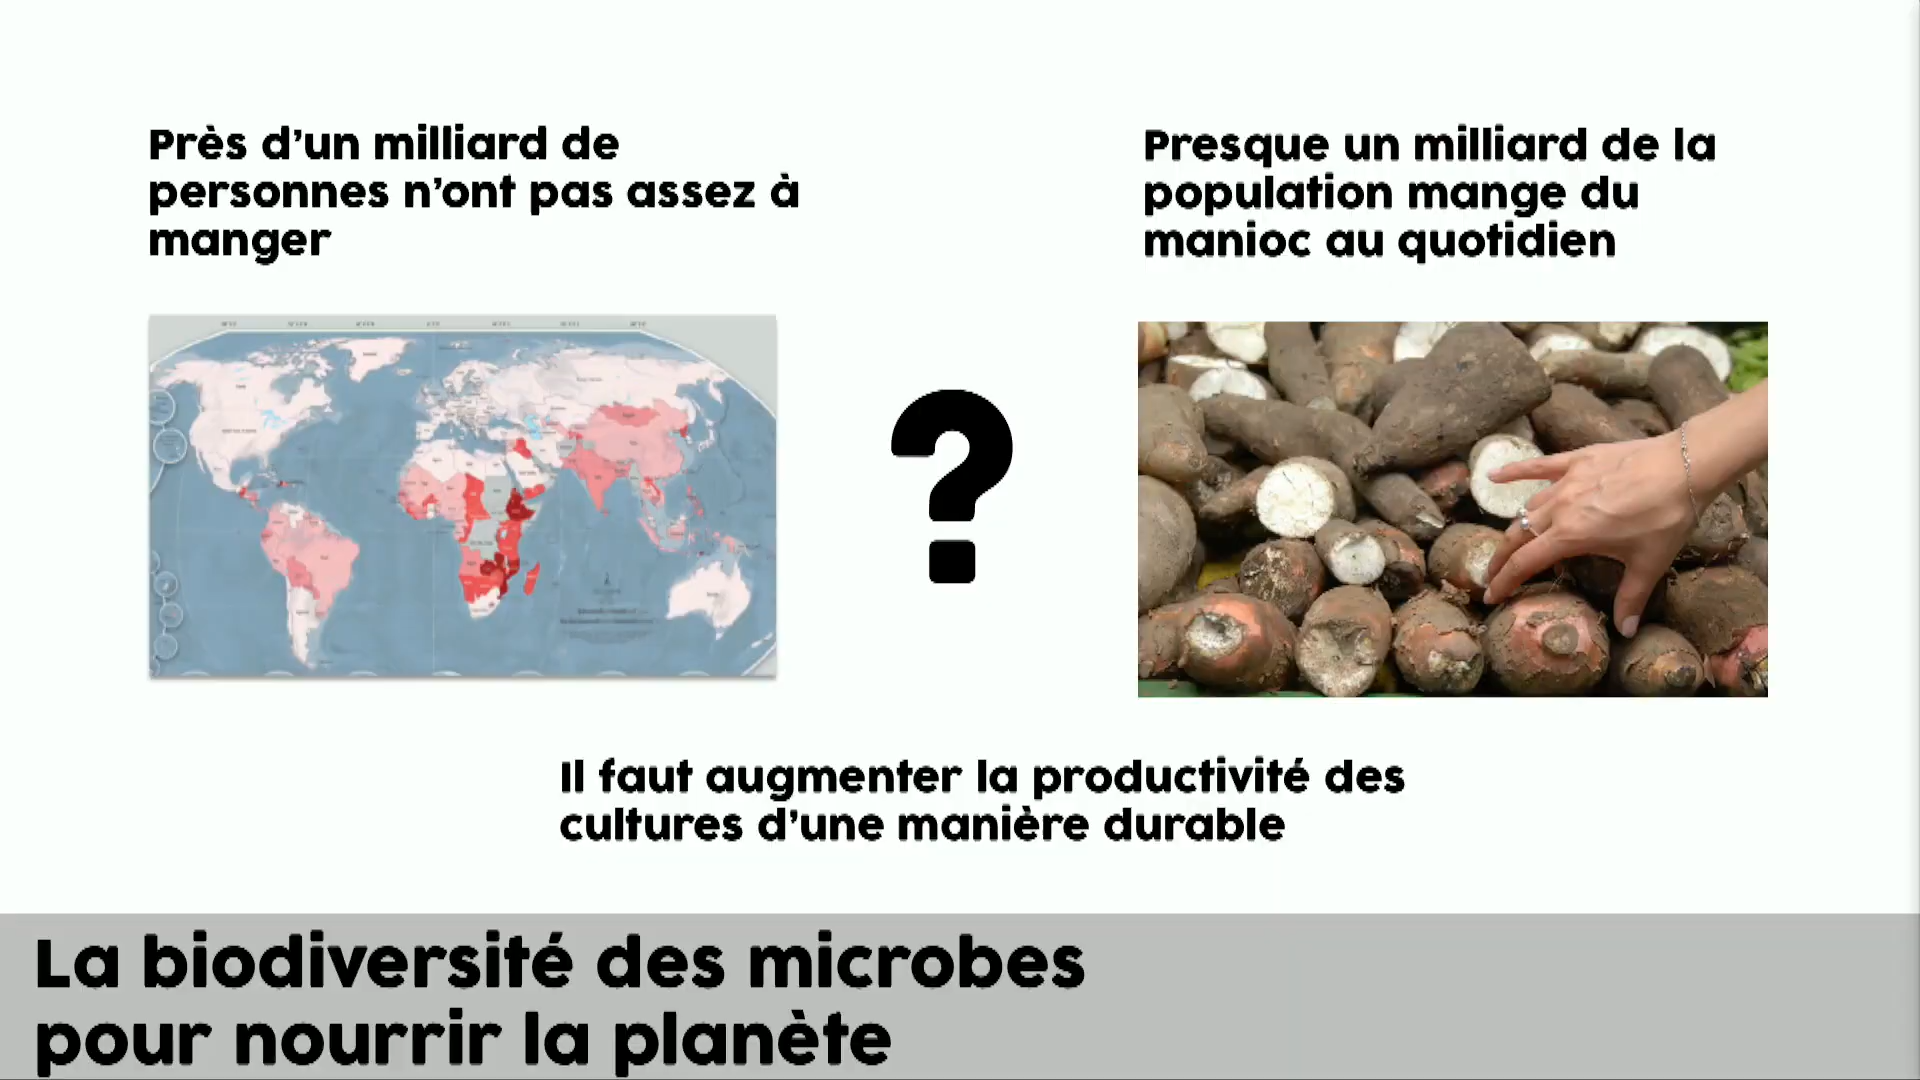 Près d’un milliard de
personnes n’ont pas assez à
manger
Presque un milliard de la
population mange du
manioc au quotidien
?
Il faut augmenter la productivité des
cultures d’une manière durable
La biodiversité des microbes
pour nourrir la planète